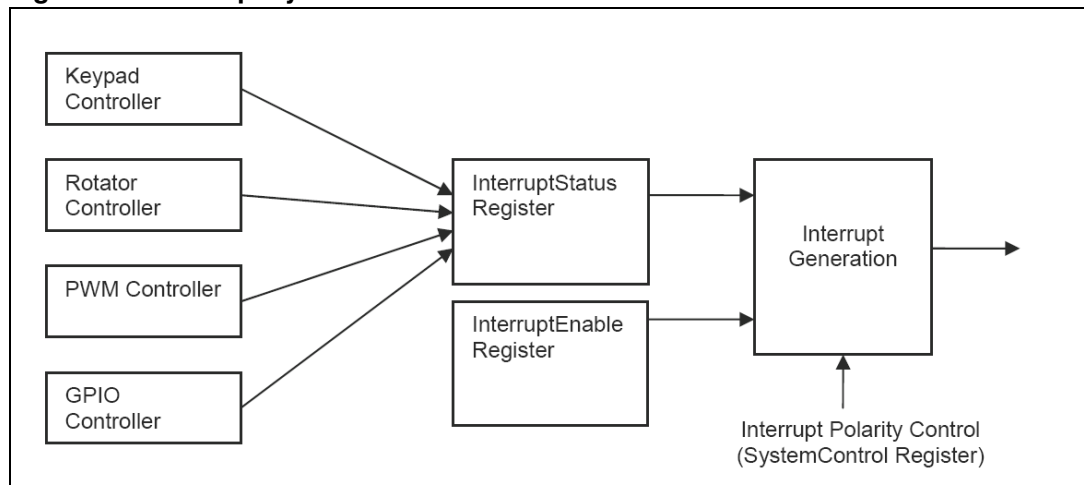 Keypad
Controller
Rotator
Controller
PWM Controller
GPIO
Controller
InterruptStatus
Register
InterruptEnable
Register
Interrupt
Generation
Interrupt Polarity Control
(SystemControl Register)